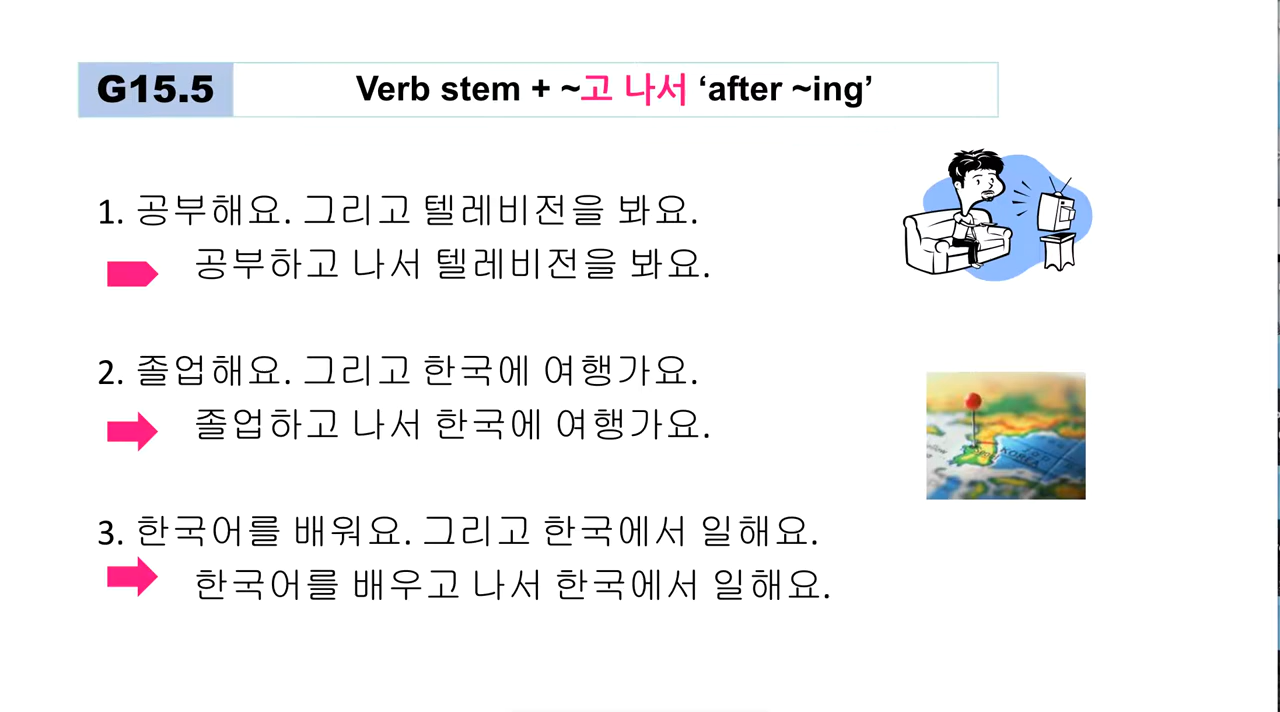 G15.5
Verb stem + ~고 나서 ‘after ~ing’
1. 공부해요. 그리고 텔레비전을 봐요.
공부하고 나서 텔레비전을 봐요.
2. 졸업해요. 그리고 한국에 여행가요.
졸업하고 나서 한국에 여행가요.
KOREA
3. 한국어를 배워요. 그리고 한국에서 일해요.
한국어를 배우고 나서 한국에서 일해요.